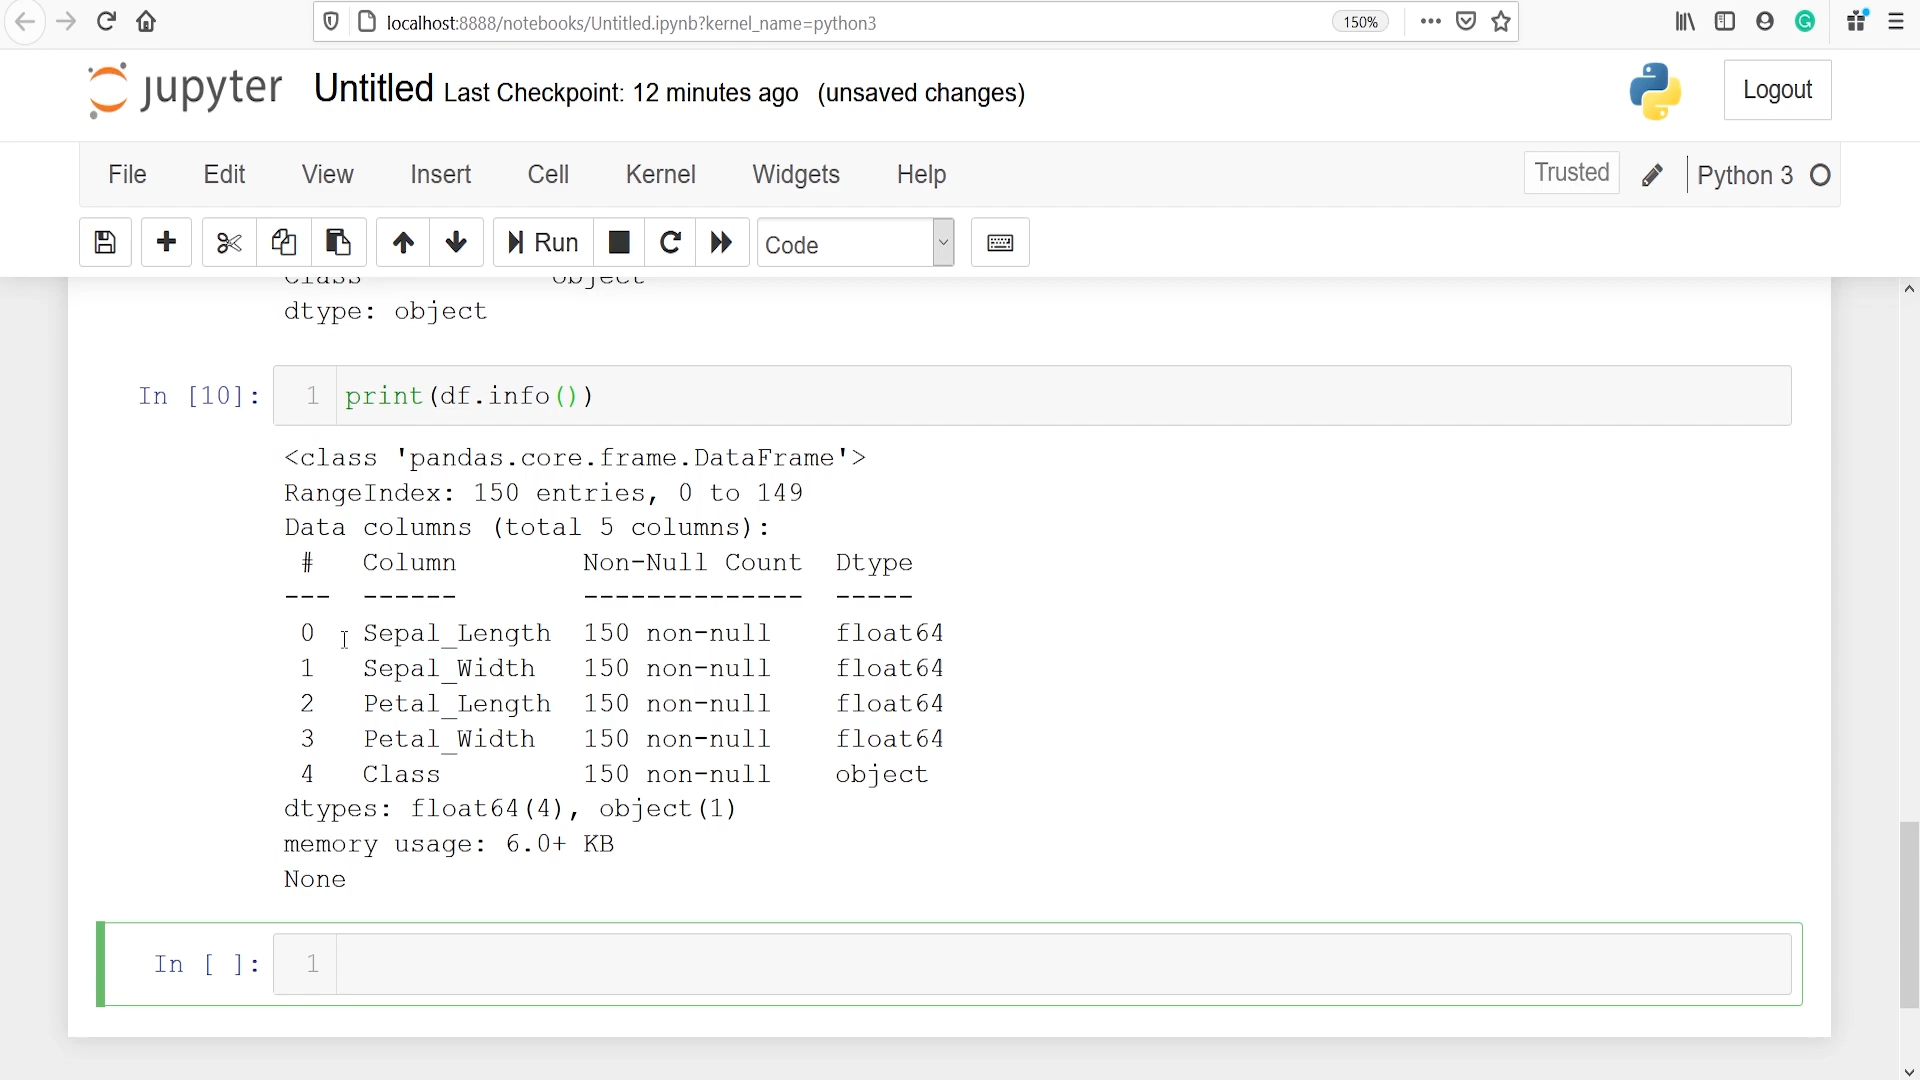 localhost:8888/notebooks/Untitled.ipynb?kernel_name=python3 150%
jupyter Untitled Last Checkpoint: 12 minutes ago (unsaved changes) Logout
File Edit View Insert Cell Kernel Widgets Help Trusted Python 3
Run Code
Class object
dtype: object
In [10]: 1 print(df.info())
<class 'pandas.core.frame.DataFrame'>
RangeIndex: 150 entries, 0 to 149
Data columns (total 5 columns):
# Column Non-Null Count Dtype
--- ------ -------------- -----
0 Sepal_Length 150 non-null float64
1 Sepal_Width 150 non-null float64
2 Petal_Length 150 non-null float64
3 Petal_Width 150 non-null float64
4 Class 150 non-null object
dtypes: float64(4), object(1)
memory usage: 6.0+ KB
None
In [ ]: 1